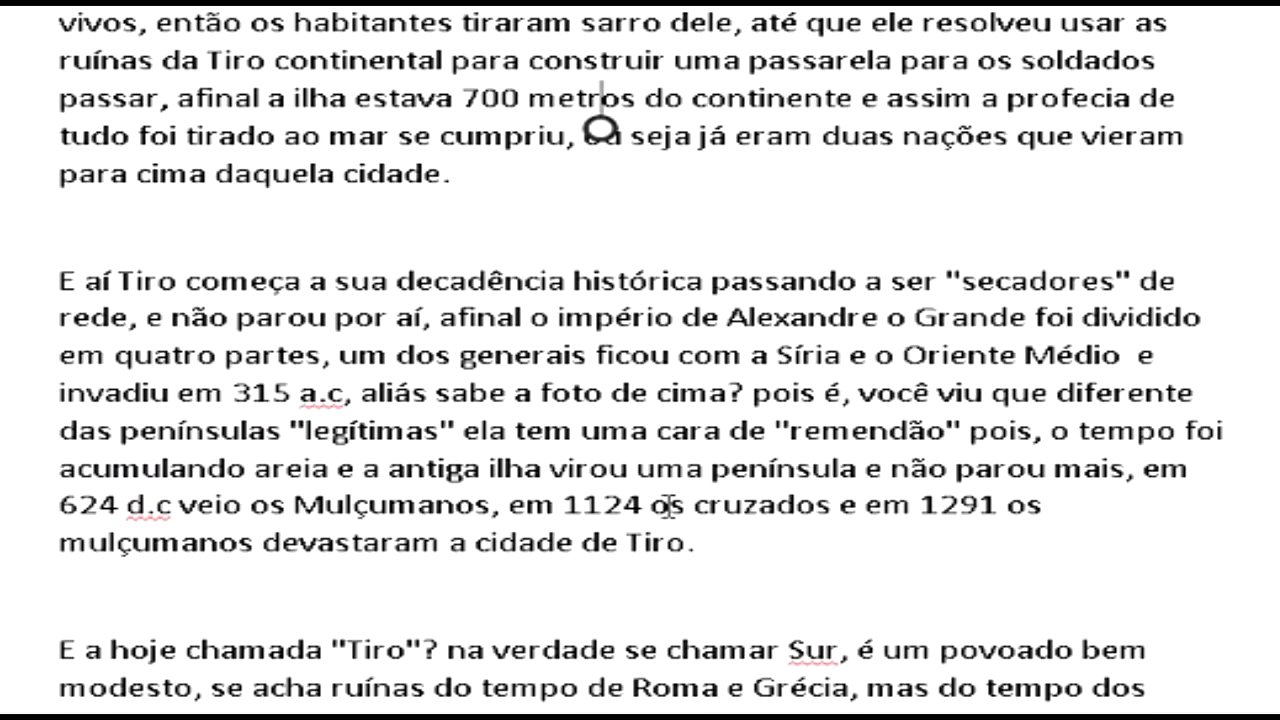 vivos, então os habitantes tiraram sarro dele, até que ele resolveu usar as
ruínas da Tiro continental para construir uma passarela para os soldados
passar, afinal a ilha estava 700 metros do continente e assim a profecia de
tudo foi tirado ao mar se cumpriu, ou seja já eram duas nações que vieram
para cima daquela cidade.
E aí Tiro começa a sua decadência histórica passando a ser "secadores" de
rede, e não parou por aí, afinal o império de Alexandre o Grande foi dividido
em quatro partes, um dos generais ficou com a Síria e o Oriente Médio e
invadiu em 315 a.c, aliás sabe a foto de cima? pois é, você viu que diferente
das penínsulas "legítimas" ela tem uma cara de "remendão" pois, o tempo foi
acumulando areia e a antiga ilha virou uma península e não parou mais, em
624 d.c veio os Mulçumanos, em 1124 os cruzados e em 1291 os
mulçumanos devastaram a cidade de Tiro.
E a hoje chamada "Tiro"? na verdade se chamar Sur, é um povoado bem
modesto, se acha ruínas do tempo de Roma e Grécia, mas do tempo dos